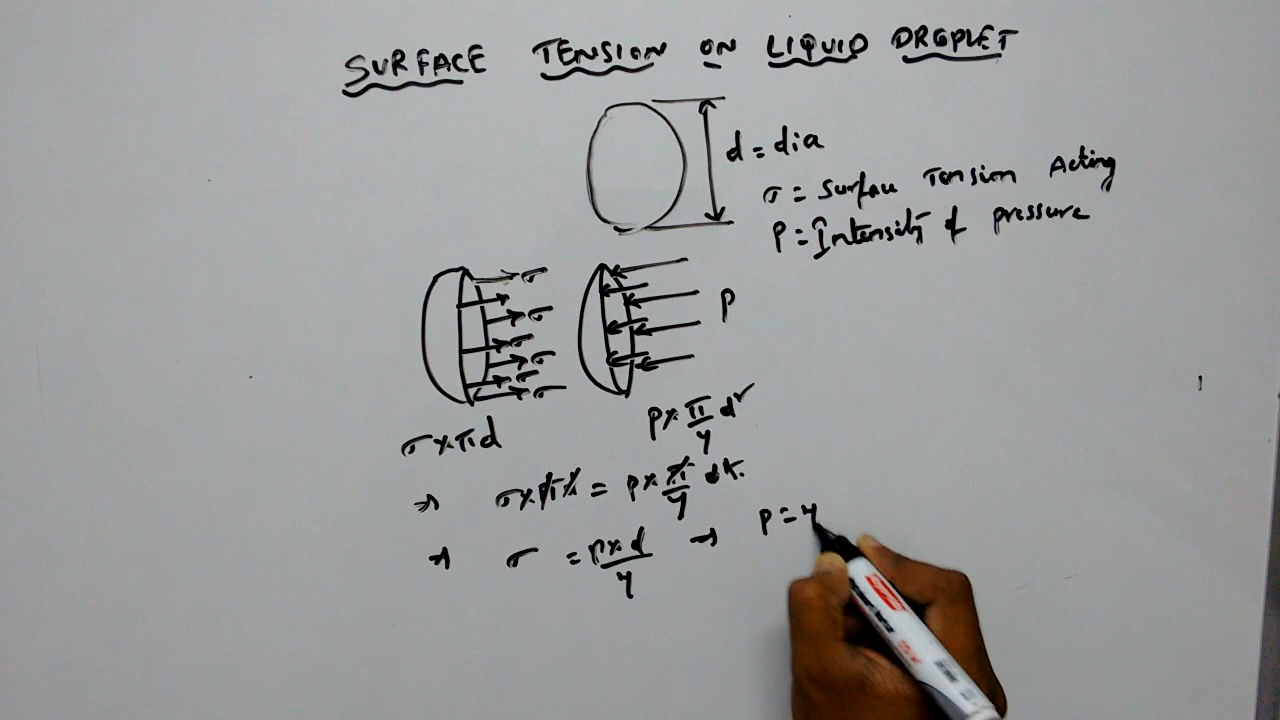 SURFACE TENSION ON LIQUID DROPLET
d = dia
σ = Surface Tension Acting
P = Intensity of pressure
σ
σ
σ
σ
σ
σ
P
σ × πd
P × π/4 d²
⇒ σ × πd = P × π/4 d²
⇒ σ = P × d / 4 → P = 4